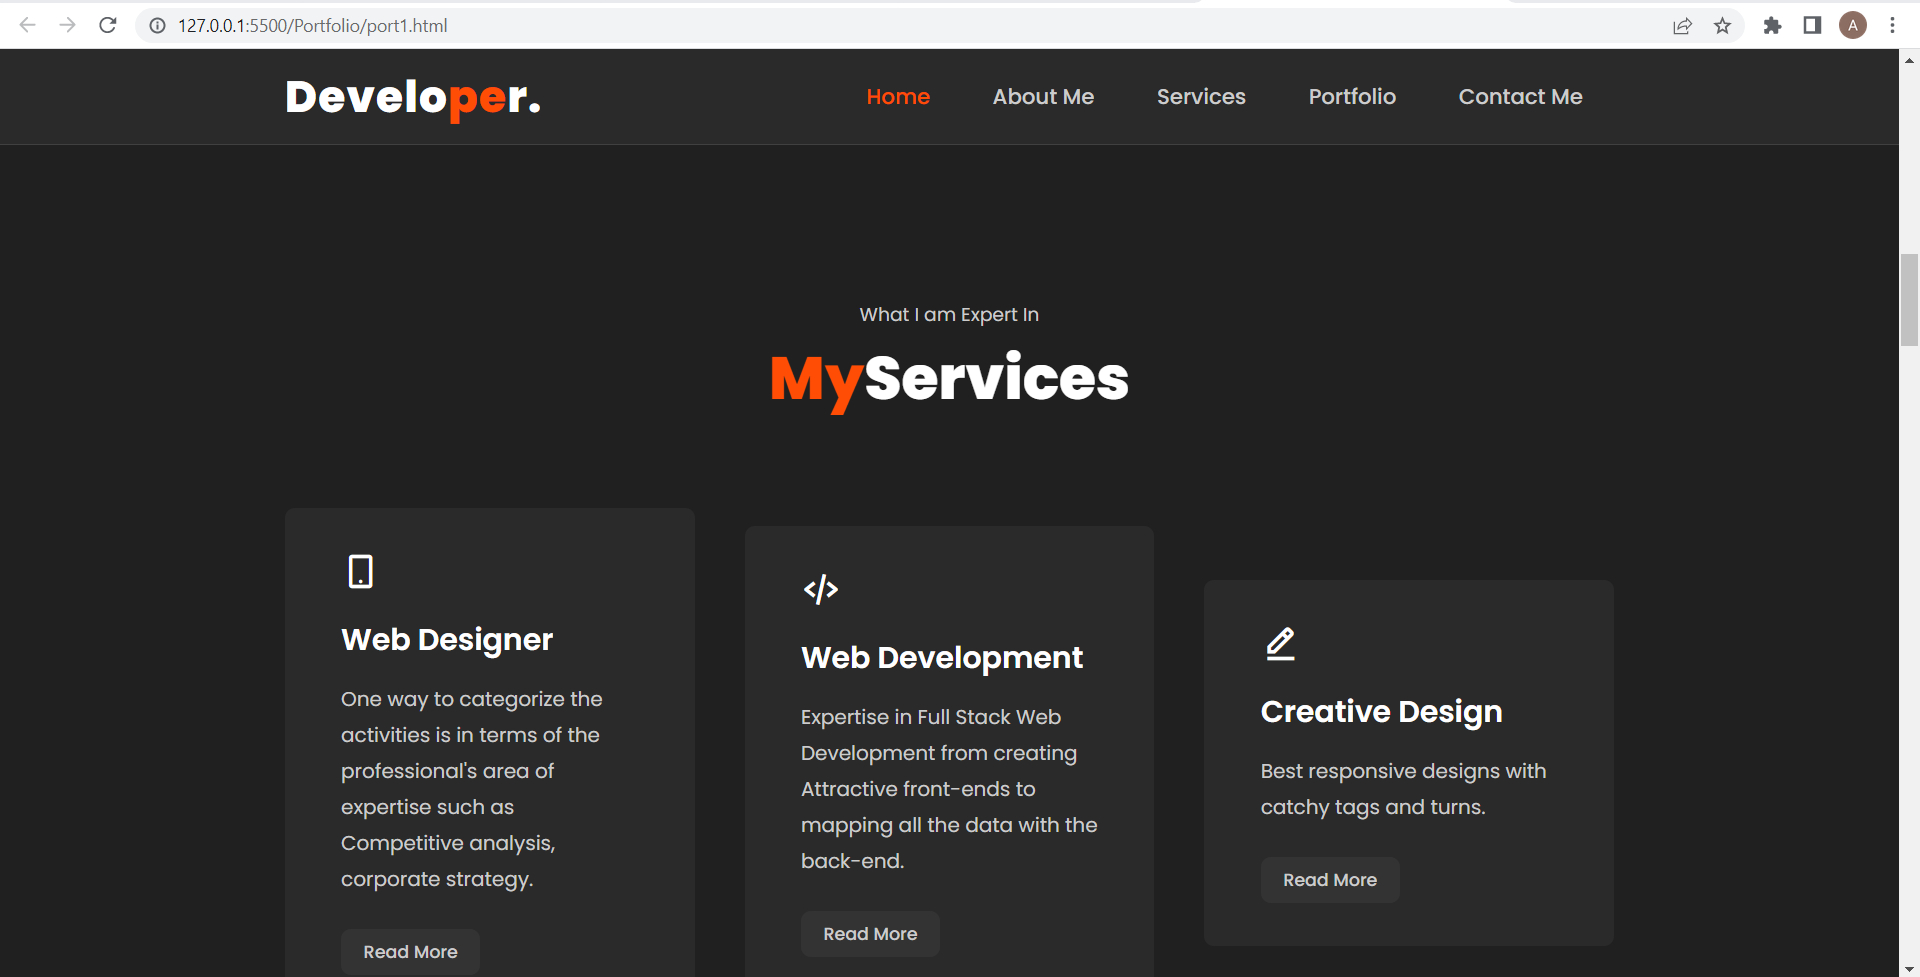 127.0.0.1:5500/Portfolio/port1.html
A
Developer.
Home About Me Services Portfolio Contact Me
What I am Expert In
MyServices
Web Designer
One way to categorize the
activities is in terms of the
professional's area of
expertise such as
Competitive analysis,
corporate strategy.
Read More
</>
Web Development
Expertise in Full Stack Web
Development from creating
Attractive front-ends to
mapping all the data with the
back-end.
Read More
Creative Design
Best responsive designs with
catchy tags and turns.
Read More